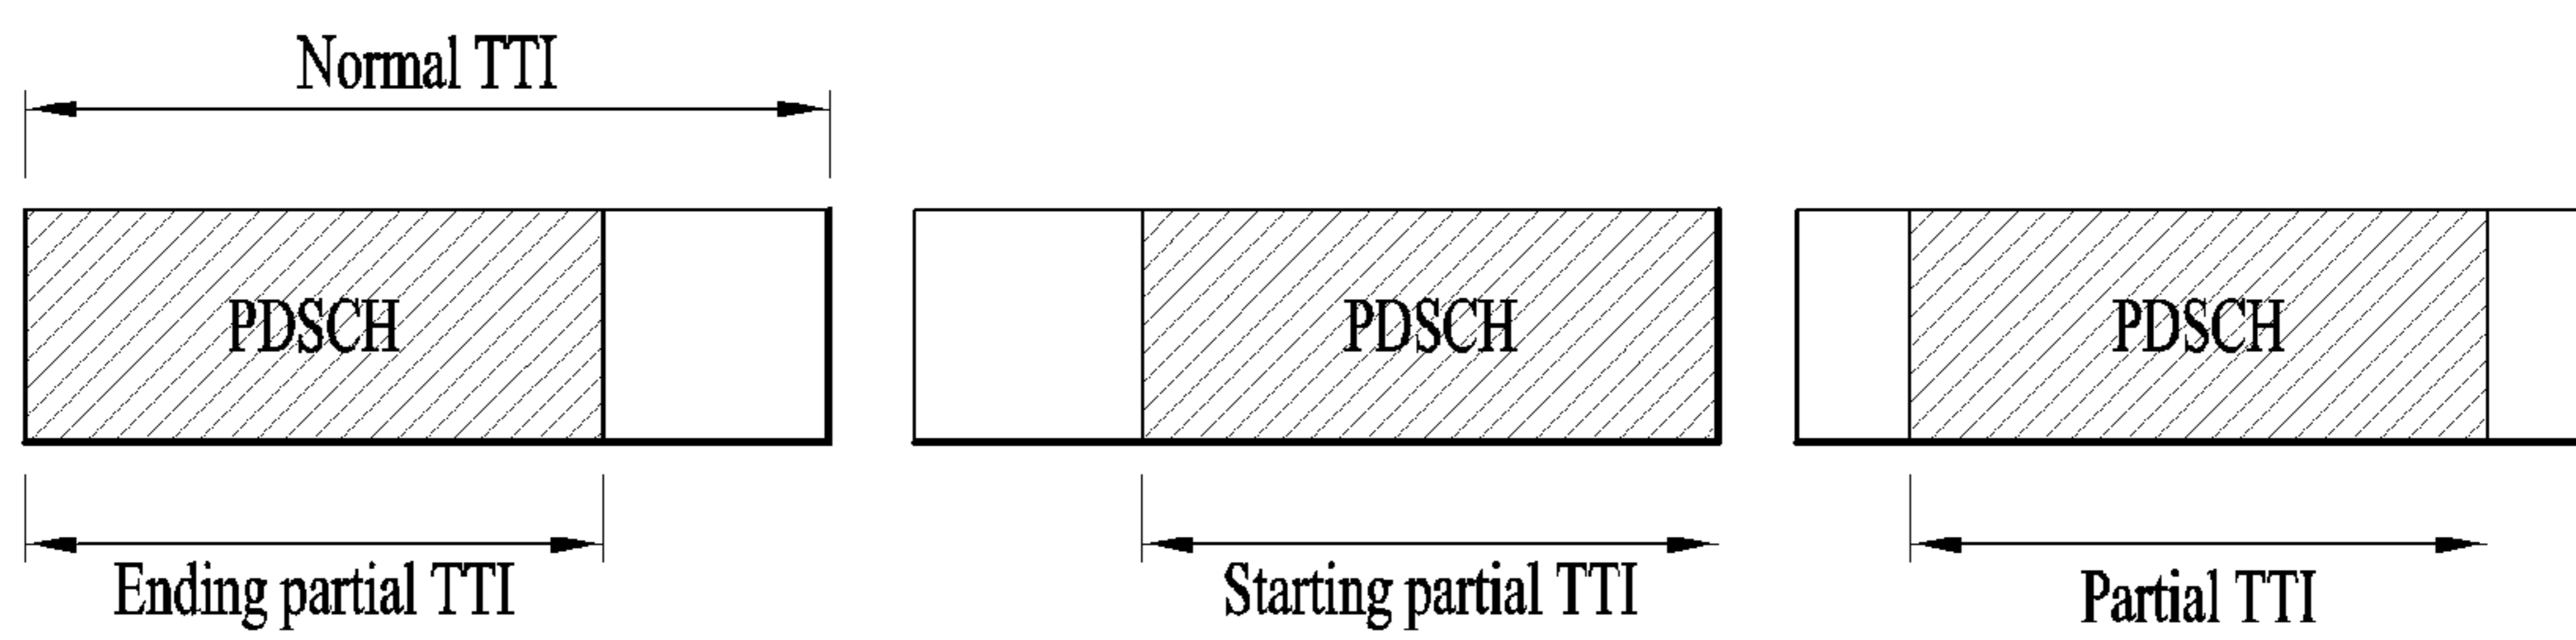 Normal TTI
PDSCH
PDSCH
PDSCH
Ending partial TTI
Starting partial TTI
Partial TTI